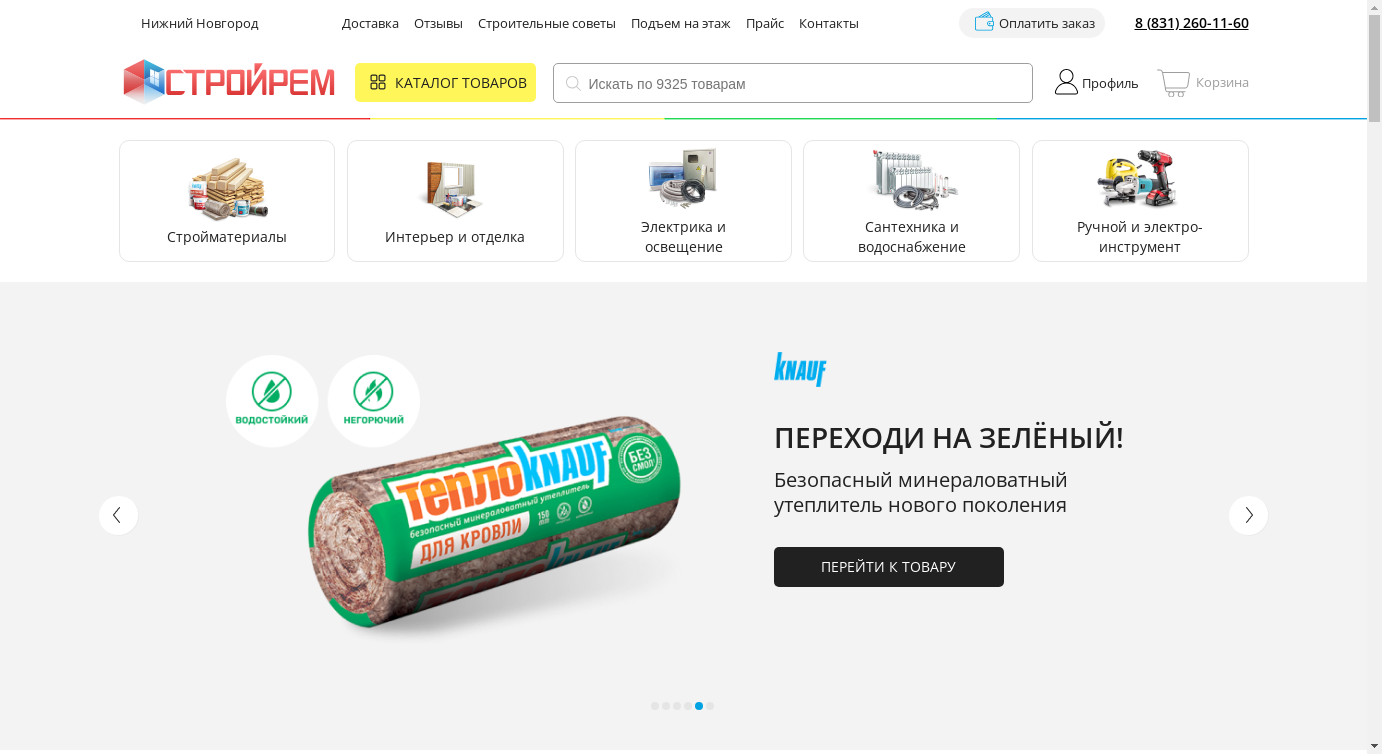 Нижний Новгород
Доставка
Отзывы
Строительные советы
Подъем на этаж
Прайс
Контакты
Оплатить заказ
8 (831) 260-11-60
СТРОЙРЕМ
КАТАЛОГ ТОВАРОВ
Искать по 9325 товарам
Профиль
Корзина
Стройматериалы
Интерьер и отделка
Электрика и
освещение
Сантехника и
водоснабжение
Ручной и электро-
инструмент
ВОДОСТОЙКИЙ
НЕГОРЮЧИЙ
ТЕПЛОKNAUF
БЕЗ
СМОЛ!
безопасный минераловатный утеплитель
150
mm
ДЛЯ КРОВЛИ
KNAUF
ПЕРЕХОДИ НА ЗЕЛЁНЫЙ!
Безопасный минераловатный
утеплитель нового поколения
ПЕРЕЙТИ К ТОВАРУ